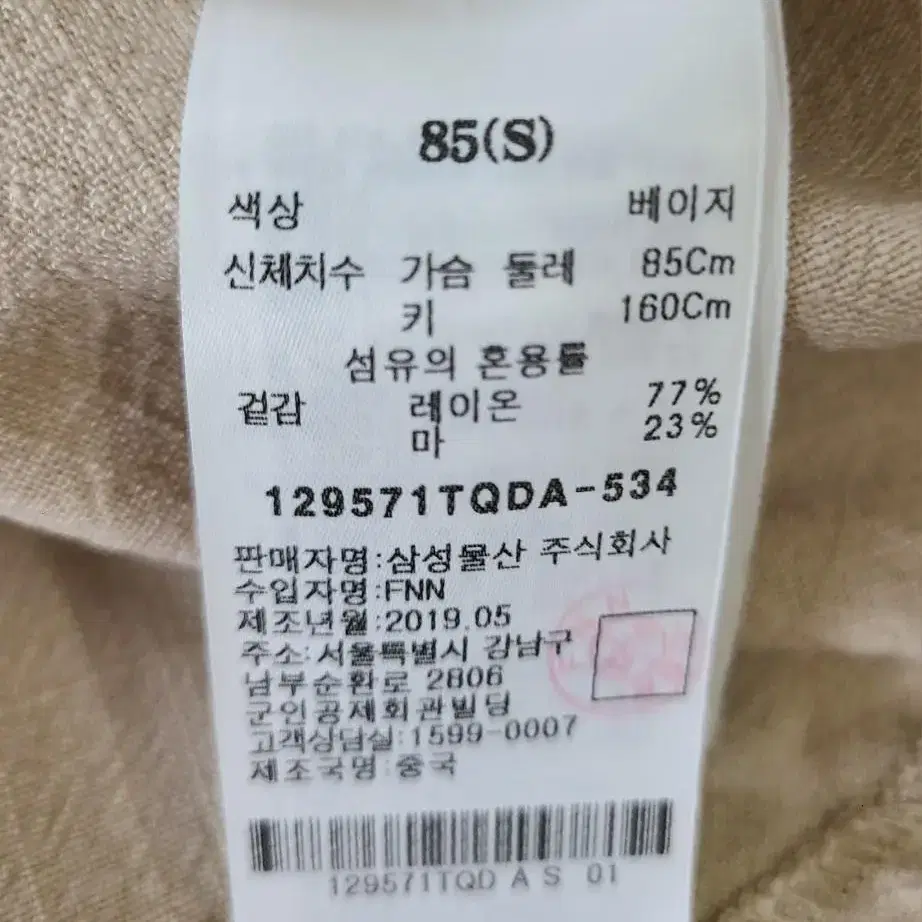 85(S)
색상 베이지
신체치수 가슴 둘레 85Cm
키 160Cm
섬유의 혼용률
겉감 레이온 77%
마 23%
129571TQDA-534
판매자명:삼성물산 주식회사
수입자명:FNN
제조년월:2019.05
주소:서울특별시 강남구
남부순환로 2806
군인공제회관빌딩
고객상담실:1599-0007
제조국명:중국
129571TQD A S 01